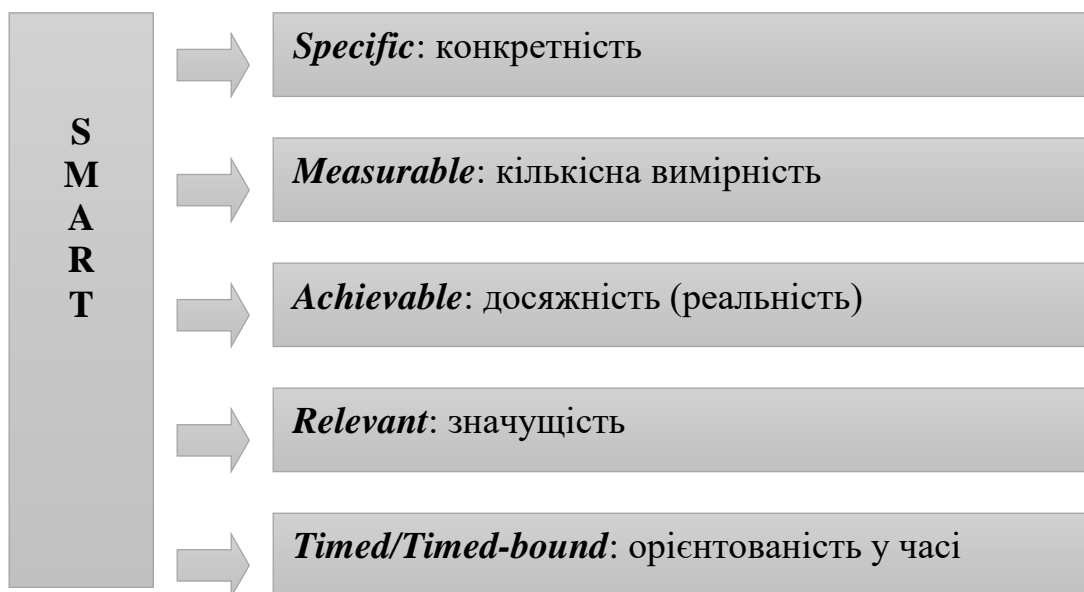 S
M
A
R
T
Specific: конкретність
Measurable: кількісна вимірність
Achievable: досяжність (реальність)
Relevant: значущість
Timed/Timed-bound: орієнтованість у часі